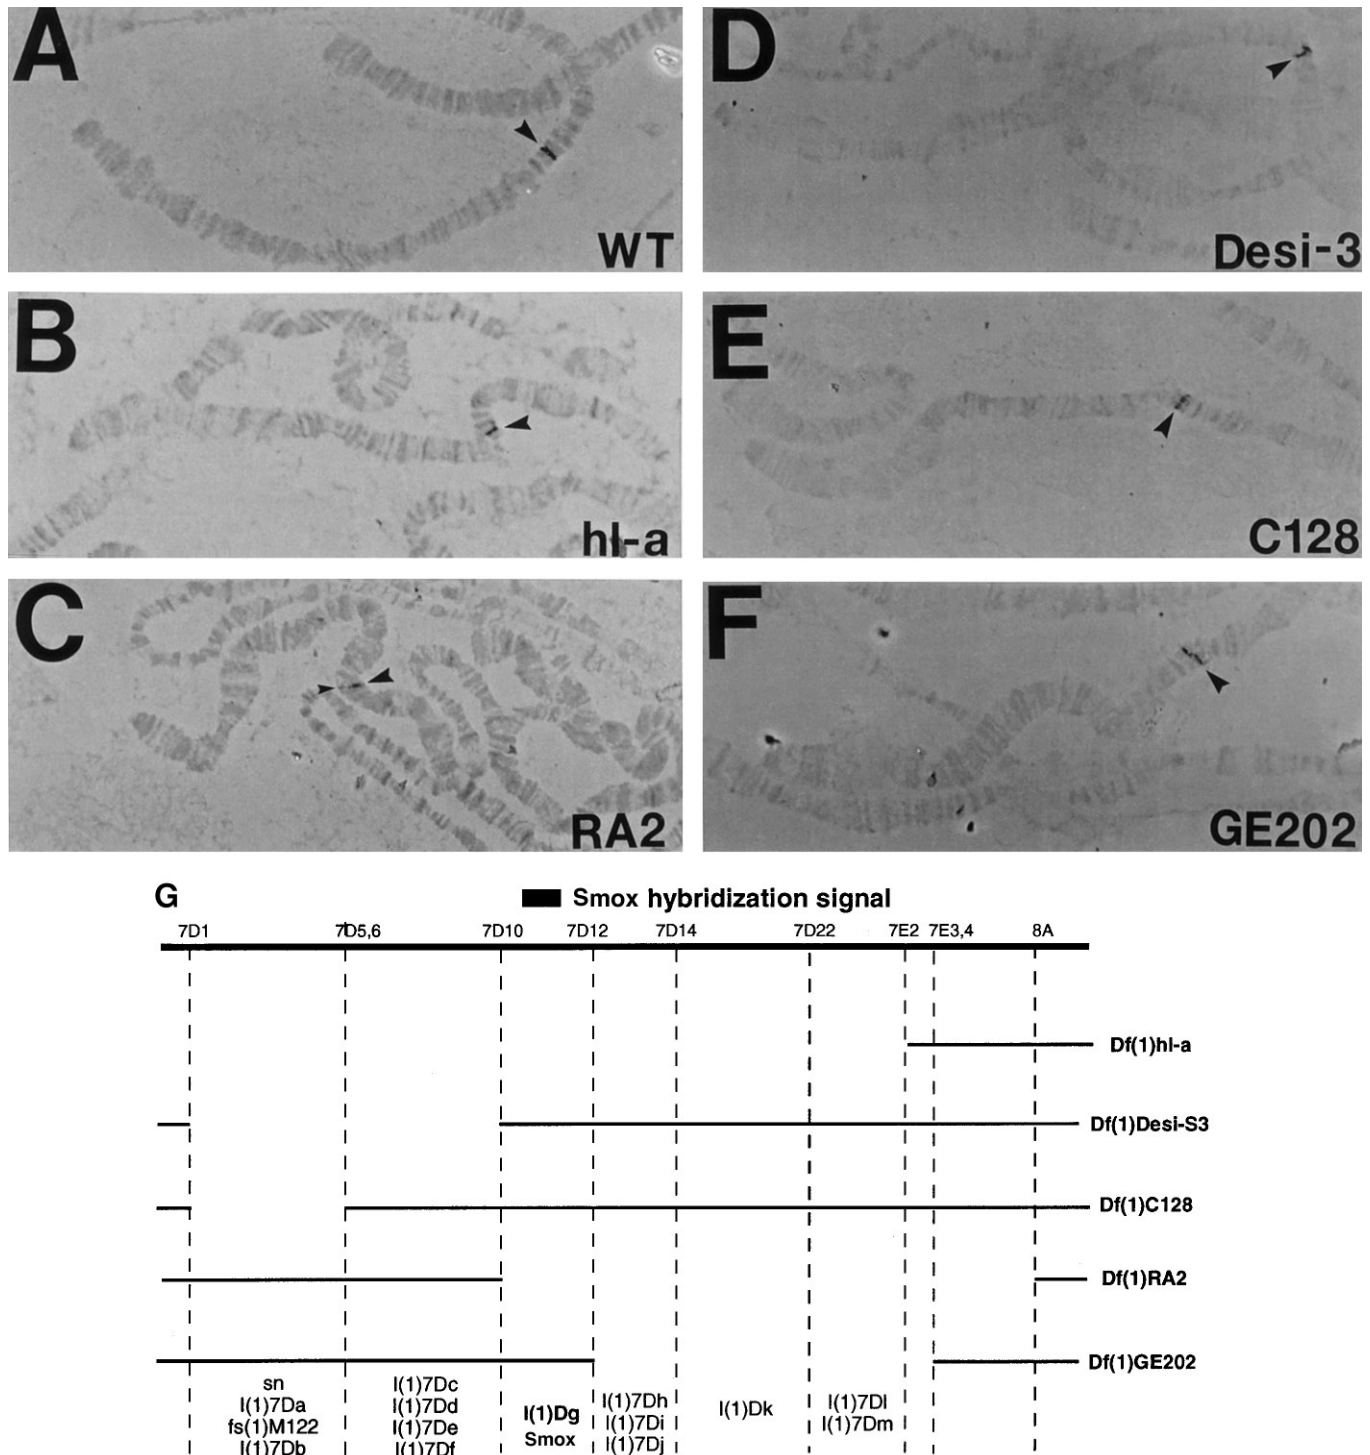 A
WT
D
Desi-3
B
hl-a
E
C128
C
RA2
F
GE202
G
Smox hybridization signal
7D1 7D5,6 7D10 7D12 7D14 7D22 7E2 7E3,4 8A
Df(1)hl-a
Df(1)Desi-S3
Df(1)C128
Df(1)RA2
Df(1)GE202
sn
l(1)7Da
fs(1)M122
l(1)7Db
l(1)7Dc
l(1)7Dd
l(1)7De
l(1)7Df
l(1)Dg
Smox
l(1)7Dh
l(1)7Di
l(1)7Dj
l(1)Dk
l(1)7Dl
l(1)7Dm